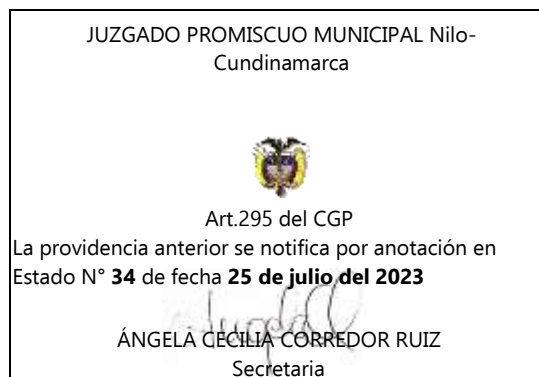 JUZGADO PROMISCUO MUNICIPAL Nilo-
Cundinamarca
Art.295 del CGP
La providencia anterior se notifica por anotación en
Estado N° 34 de fecha 25 de julio del 2023
ÁNGELA CECILIA CORREDOR RUIZ
Secretaria